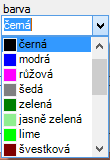 barva
černá
černá
modrá
růžová
šedá
zelená
jasně zelená
lime
švestková